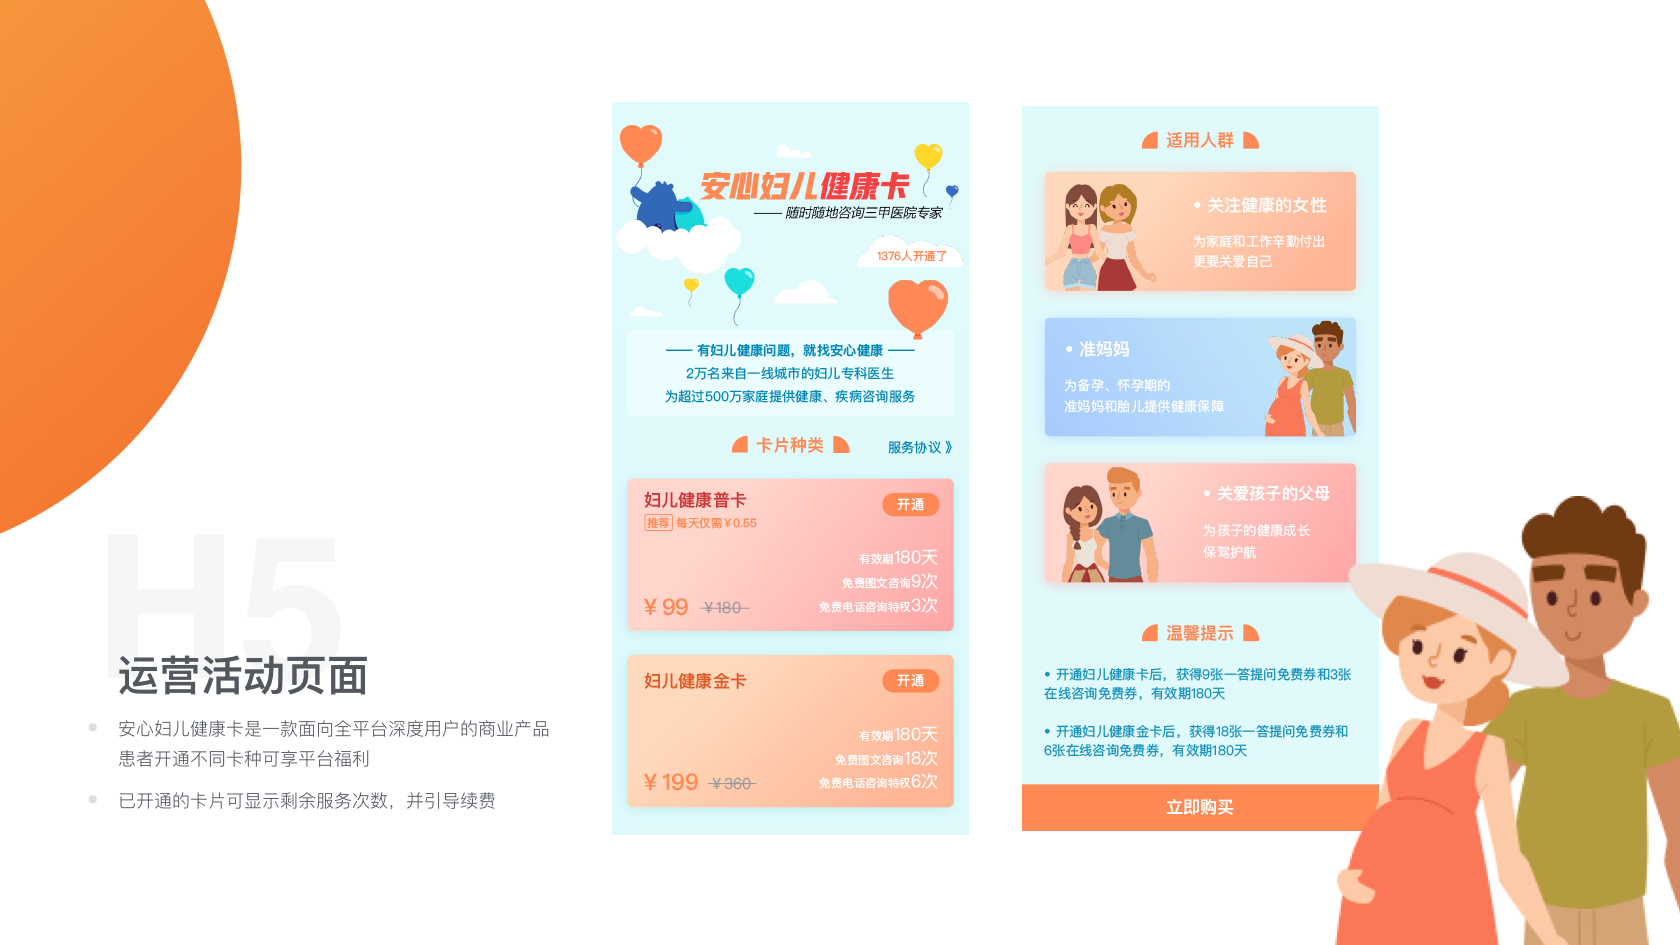 H5
运营活动页面
安心妇儿健康卡是一款面向全平台深度用户的商业产品
患者开通不同卡种可享平台福利
已开通的卡片可显示剩余服务次数，并引导续费
安心妇儿健康卡
—— 随时随地咨询三甲医院专家
1376人开通了
—— 有妇儿健康问题，就找安心健康 ——
2万名来自一线城市的妇儿专科医生
为超过500万家庭提供健康、疾病咨询服务
卡片种类
服务协议 》
妇儿健康普卡
开通
推荐 每天仅需¥0.55
有效期180天
免费图文咨询9次
¥ 99 ¥180 免费电话咨询特权3次
妇儿健康金卡
开通
有效期180天
免费图文咨询18次
¥ 199 ¥360 免费电话咨询特权6次
适用人群
• 关注健康的女性
为家庭和工作辛勤付出
更要关爱自己
• 准妈妈
为备孕、怀孕期的
准妈妈和胎儿提供健康保障
• 关爱孩子的父母
为孩子的健康成长
保驾护航
温馨提示
• 开通妇儿健康卡后，获得9张一答提问免费券和3张
在线咨询免费券，有效期180天
• 开通妇儿健康金卡后，获得18张一答提问免费券和
6张在线咨询免费券，有效期180天
立即购买